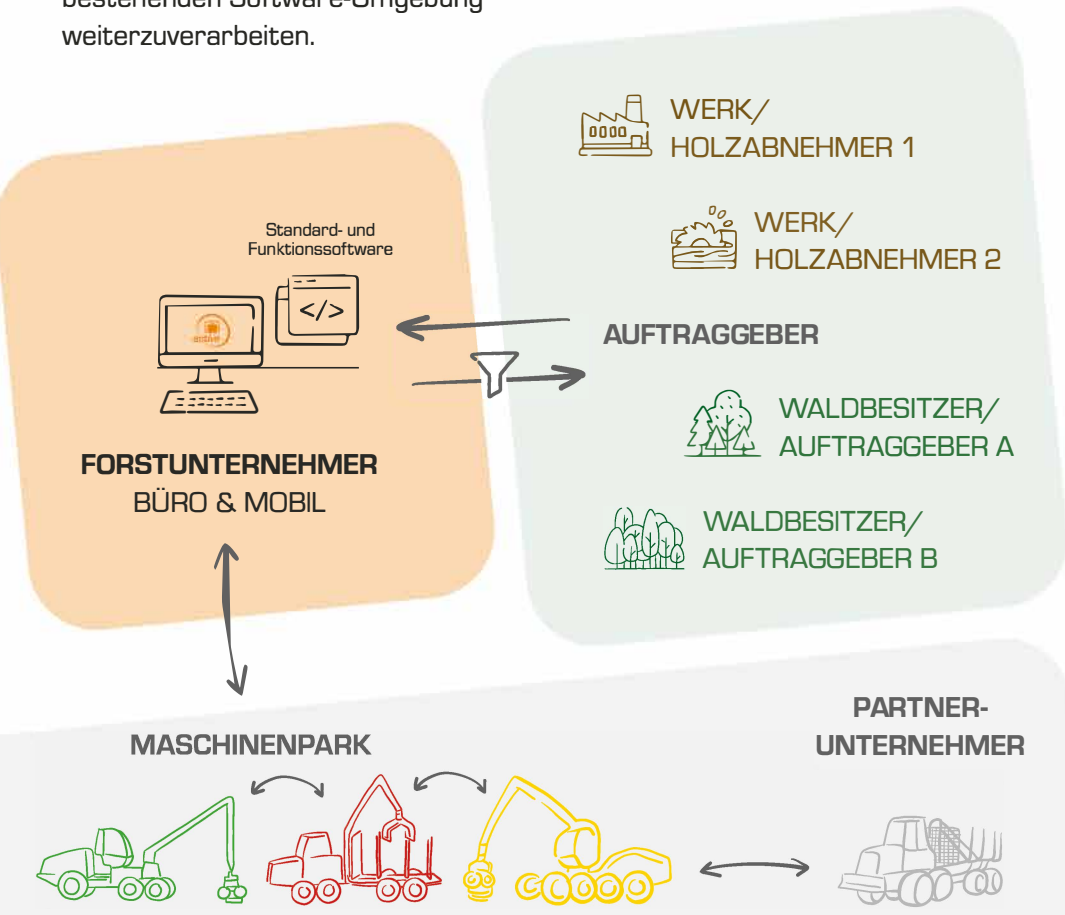 weiterzuverarbeiten.
WERK/
HOLZABNEHMER 1
WERK/
HOLZABNEHMER 2
Standard- und
Funktionssoftware
</>
AUFTRAGGEBER
WALDBESITZER/
AUFTRAGGEBER A
FORSTUNTERNEHMER
BÜRO & MOBIL
WALDBESITZER/
AUFTRAGGEBER B
MASCHINENPARK
PARTNER-
UNTERNEHMER